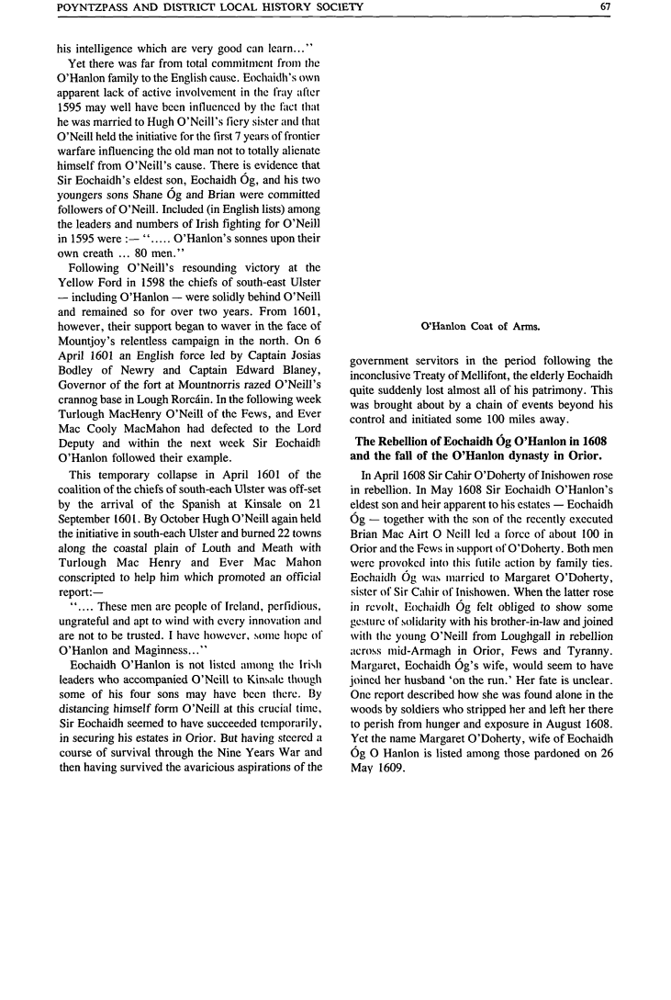 POYNTZPASS AND DISTRICT LOCAL HISTORY SOCIETY 67
his intelligence which are very good can learn...''
Yet there was far from total commitment from the
O'Hanlon family to the English cause. Eochaidh's own
apparent lack of active involvement in the fray after
1595 may well have been influenced by the fact that
he was married to Hugh O'Neill's fiery sister and that
O'Neill held the initiative for the first 7 years of frontier
warfare influencing the old man not to totally alienate
himself from O'Neill's cause. There is evidence that
Sir Eochaidh's eldest son, Eochaidh Óg, and his two
youngers sons Shane Óg and Brian were committed
followers of O'Neill. Included (in English lists) among
the leaders and numbers of Irish fighting for O'Neill
in 1595 were :— ''..... O'Hanlon's sonnes upon their
own creath ... 80 men.''
Following O'Neill's resounding victory at the
Yellow Ford in 1598 the chiefs of south-east Ulster
— including O'Hanlon — were solidly behind O'Neill
and remained so for over two years. From 1601,
however, their support began to waver in the face of
Mountjoy's relentless campaign in the north. On 6
April 1601 an English force led by Captain Josias
Bodley of Newry and Captain Edward Blaney,
Governor of the fort at Mountnorris razed O'Neill's
crannog base in Lough Rorcáin. In the following week
Turlough MacHenry O'Neill of the Fews, and Ever
Mac Cooly MacMahon had defected to the Lord
Deputy and within the next week Sir Eochaidh
O'Hanlon followed their example.
This temporary collapse in April 1601 of the
coalition of the chiefs of south-each Ulster was off-set
by the arrival of the Spanish at Kinsale on 21
September 1601. By October Hugh O'Neill again held
the initiative in south-each Ulster and burned 22 towns
along the coastal plain of Louth and Meath with
Turlough Mac Henry and Ever Mac Mahon
conscripted to help him which promoted an official
report:—
''.... These men are people of Ireland, perfidious,
ungrateful and apt to wind with every innovation and
are not to be trusted. I have however, some hope of
O'Hanlon and Maginness...''
Eochaidh O'Hanlon is not listed among the Irish
leaders who accompanied O'Neill to Kinsale though
some of his four sons may have been there. By
distancing himself form O'Neill at this crucial time,
Sir Eochaidh seemed to have succeeded temporarily,
in securing his estates in Orior. But having steered a
course of survival through the Nine Years War and
then having survived the avaricious aspirations of the
O'Hanlon Coat of Arms.
government servitors in the period following the
inconclusive Treaty of Mellifont, the elderly Eochaidh
quite suddenly lost almost all of his patrimony. This
was brought about by a chain of events beyond his
control and initiated some 100 miles away.
The Rebellion of Eochaidh Óg O'Hanlon in 1608
and the fall of the O'Hanlon dynasty in Orior.
In April 1608 Sir Cahir O'Doherty of Inishowen rose
in rebellion. In May 1608 Sir Eochaidh O'Hanlon's
eldest son and heir apparent to his estates — Eochaidh
Óg — together with the son of the recently executed
Brian Mac Airt O Neill led a force of about 100 in
Orior and the Fews in support of O'Doherty. Both men
were provoked into this futile action by family ties.
Eochaidh Óg was married to Margaret O'Doherty,
sister of Sir Cahir of Inishowen. When the latter rose
in revolt, Eochaidh Óg felt obliged to show some
gesture of solidarity with his brother-in-law and joined
with the young O'Neill from Loughgall in rebellion
across mid-Armagh in Orior, Fews and Tyranny.
Margaret, Eochaidh Óg's wife, would seem to have
joined her husband 'on the run.' Her fate is unclear.
One report described how she was found alone in the
woods by soldiers who stripped her and left her there
to perish from hunger and exposure in August 1608.
Yet the name Margaret O'Doherty, wife of Eochaidh
Óg O Hanlon is listed among those pardoned on 26
May 1609.